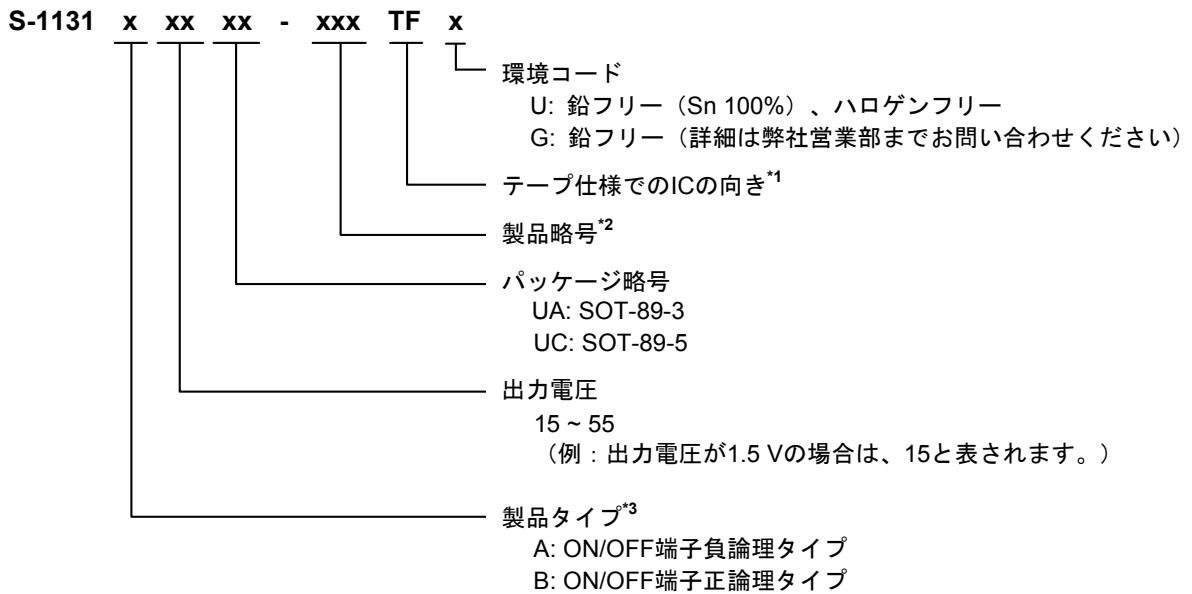 S-1131 x xx xx - xxx TF x
環境コード
U: 鉛フリー（Sn 100%）、ハロゲンフリー
G: 鉛フリー（詳細は弊社営業部までお問い合わせください）
テープ仕様でのICの向き*1
製品略号*2
パッケージ略号
UA: SOT-89-3
UC: SOT-89-5
出力電圧
15 ~ 55
（例：出力電圧が1.5 Vの場合は、15と表されます。）
製品タイプ*3
A: ON/OFF端子負論理タイプ
B: ON/OFF端子正論理タイプ